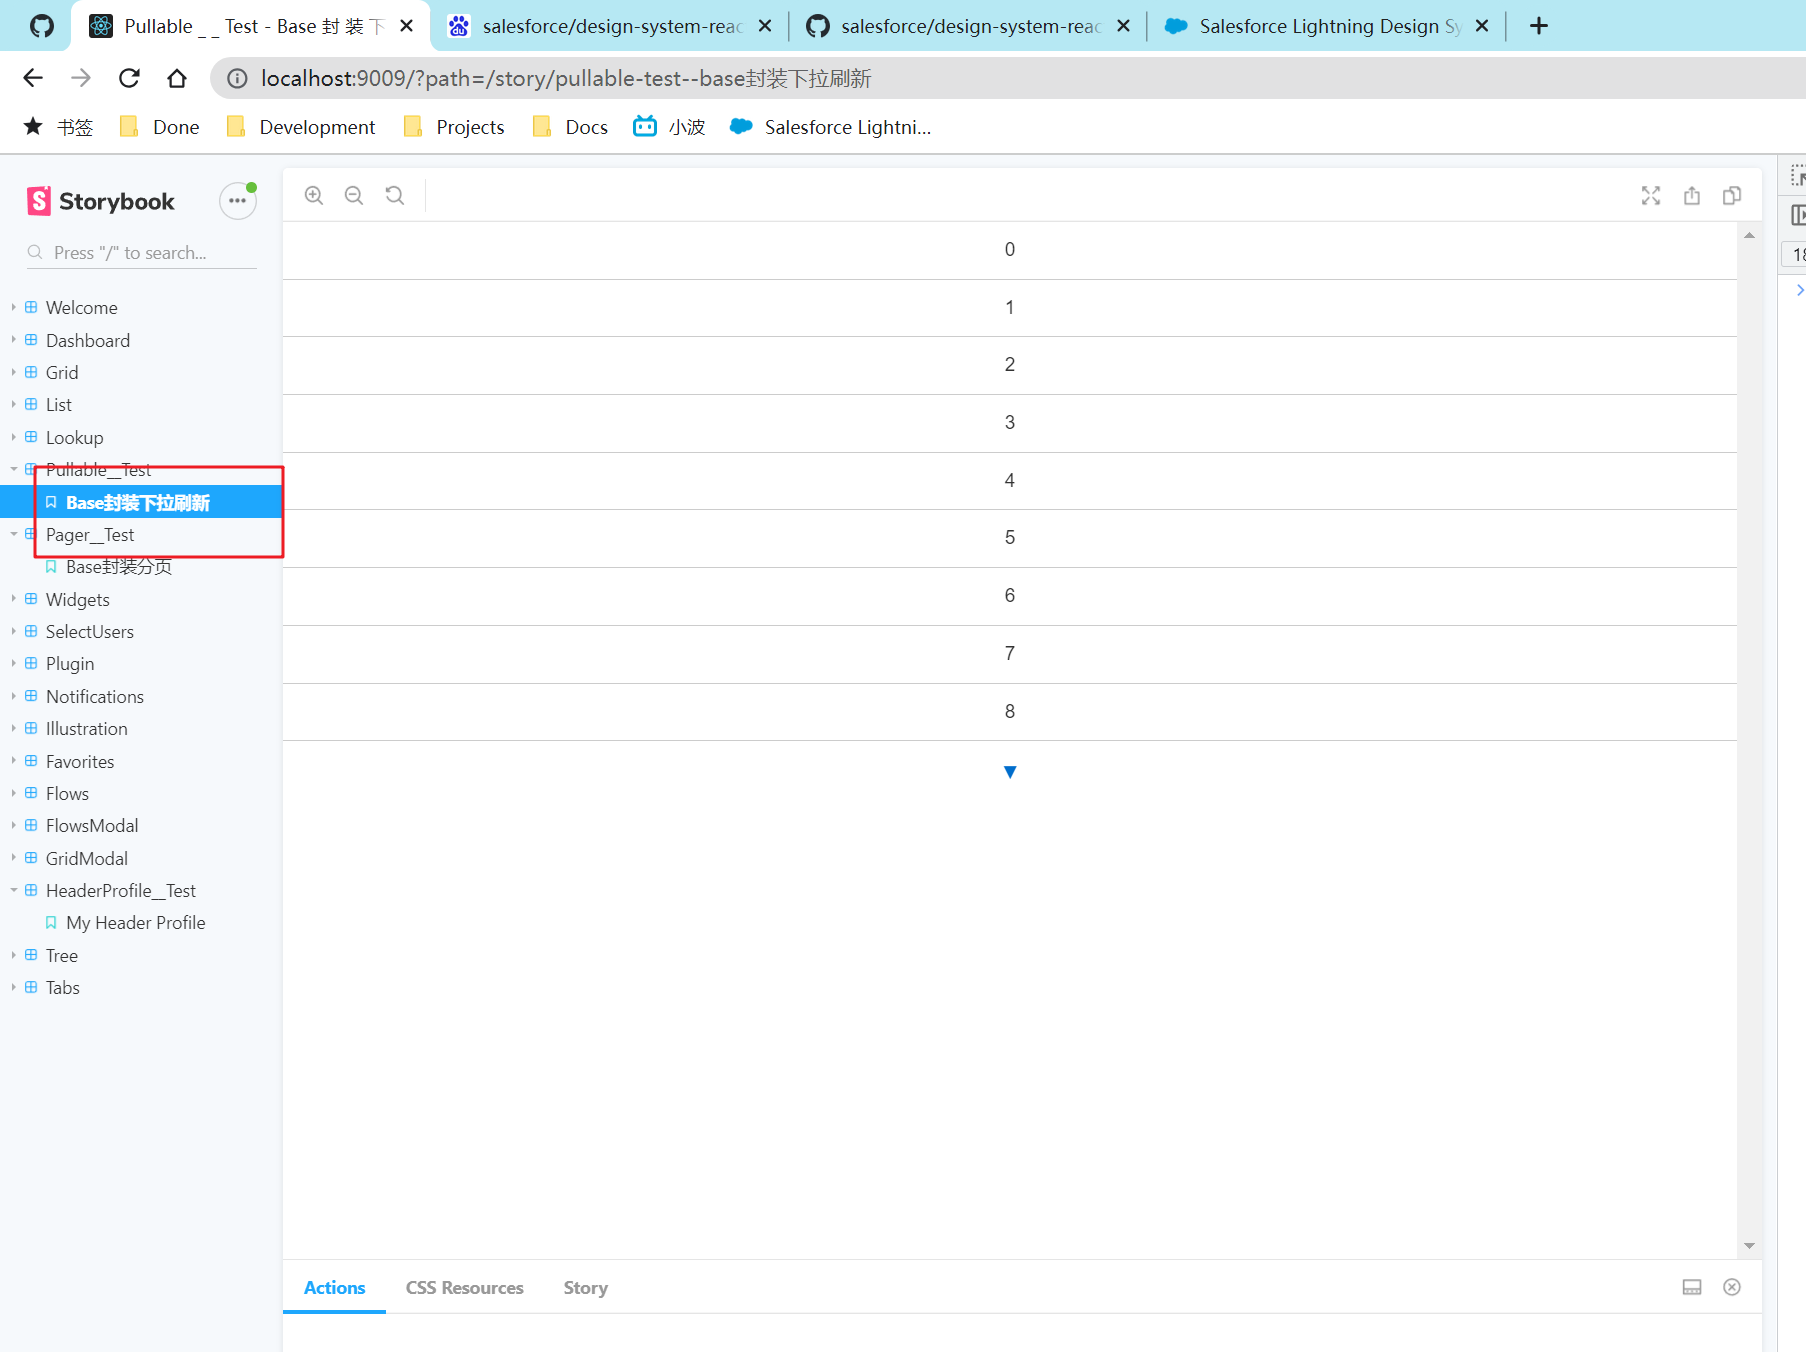 Pullable _ _ Test - Base 封 装 下
salesforce/design-system-reac
salesforce/design-system-reac
Salesforce Lightning Design Sy
localhost:9009/?path=/story/pullable-test--base封装下拉刷新
书签
Done
Development
Projects
Docs
小波
Salesforce Lightni...
Storybook
Press "/" to search...
Welcome
Dashboard
Grid
List
Lookup
Pullable__Test
Base封装下拉刷新
Pager__Test
Base封装分页
Widgets
SelectUsers
Plugin
Notifications
Illustration
Favorites
Flows
FlowsModal
GridModal
HeaderProfile__Test
My Header Profile
Tree
Tabs
0
1
2
3
4
5
6
7
8
Actions
CSS Resources
Story